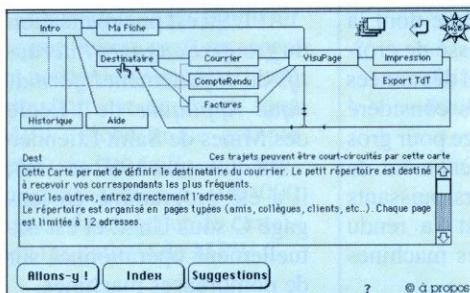 Intro
Ma Fiche
Destinataire
Courrier
VisuPage
Impression
CompteRendu
Export TdT
Factures
Historique
Aide
Dest
Ces trajets peuvent être court-circuités par cette carte
Cette Carte permet de définir le destinataire du courrier. Le petit répertoire est destiné
à recevoir vos correspondants les plus fréquents.
Pour les autres, entrez directement l'adresse.
Le répertoire est organisé en pages typées (amis, collègues, clients, etc..). Chaque page
est limitée à 12 adresses.
Allons-y !
Index
Suggestions
?
© à propos